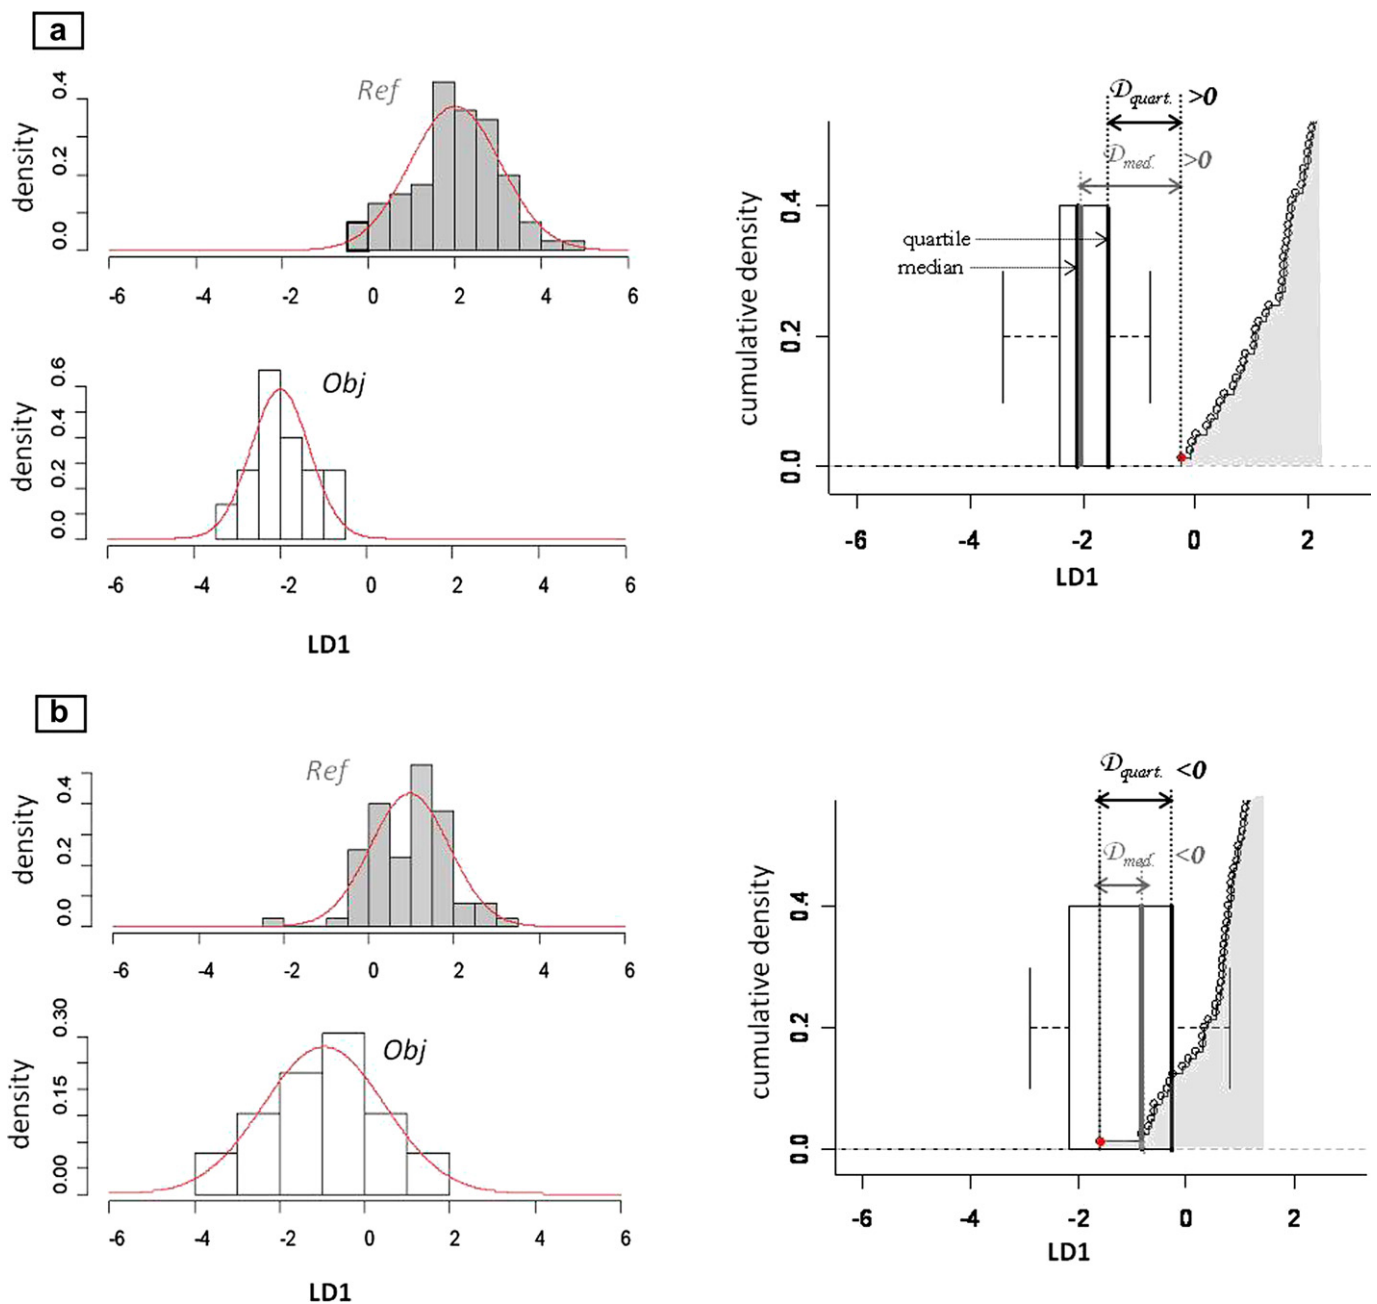 a
Ref
density
0.0 0.2 0.4
-6 -4 -2 0 2 4 6
Obj
density
0.0 0.2 0.4 0.6
-6 -4 -2 0 2 4 6
LD1
Dquart. >0
Dmed. >0
quartile
median
cumulative density
0.0 0.2 0.4
-6 -4 -2 0 2
LD1
b
Ref
density
0.0 0.2 0.4
-6 -4 -2 0 2 4 6
Obj
density
0.00 0.15 0.30
-6 -4 -2 0 2 4 6
LD1
Dquart. <0
Dmed. <0
cumulative density
0.0 0.2 0.4
-6 -4 -2 0 2
LD1